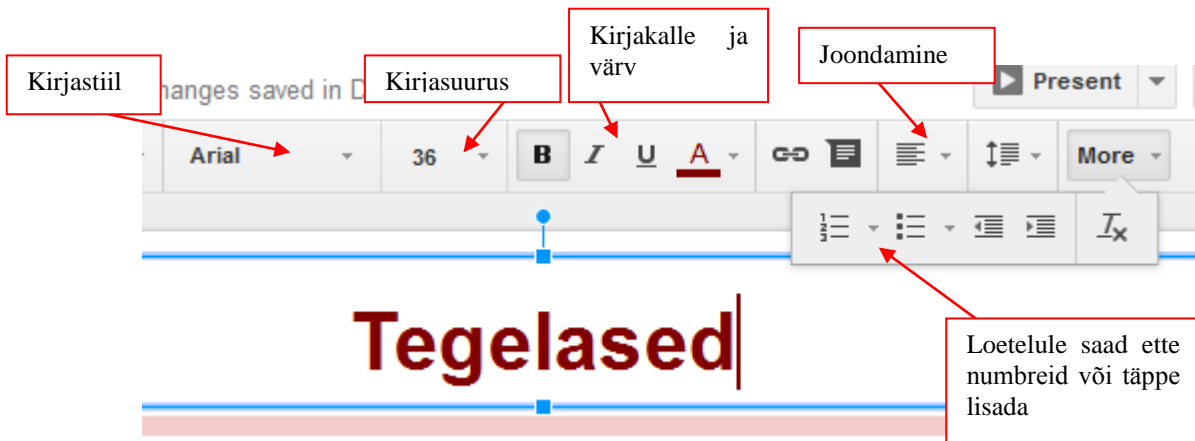 Kirjakalle ja
värv
Joondamine
Kirjastiil
Kirjasuurus
hanges saved in D
Present
Arial
36
B I U A
More
Tegelased
Loetelule saad ette
numbreid või täppe
lisada